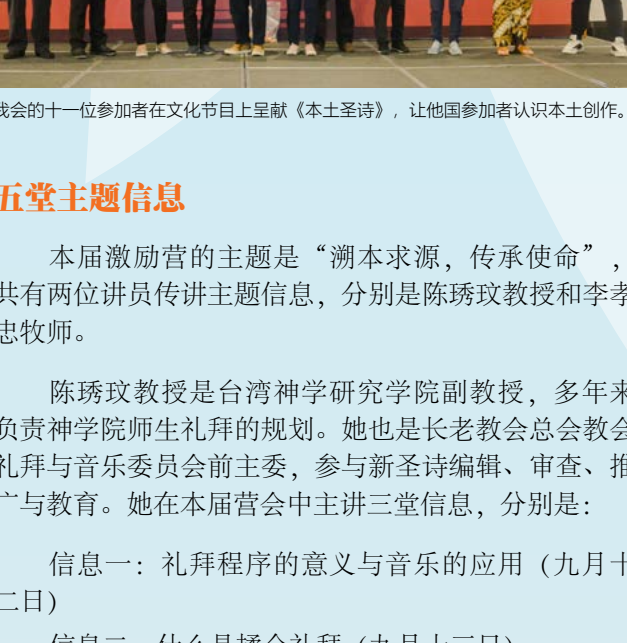 我会的十一位参加者在文化节目上呈献《本土圣诗》，让他国参加者认识本土创作。
五堂主题信息
本届激励营的主题是“溯本求源，传承使命”，
共有两位讲员传讲主题信息，分别是陈琇玟教授和李孝
忠牧师。
陈琇玟教授是台湾神学研究学院副教授，多年来
负责神学院师生礼拜的规划。她也是长老教会总会教会
礼拜与音乐委员会前主委，参与新圣诗编辑、审查、推
广与教育。她在本届营会中主讲三堂信息，分别是：
信息一：礼拜程序的意义与音乐的应用（九月十
二日）